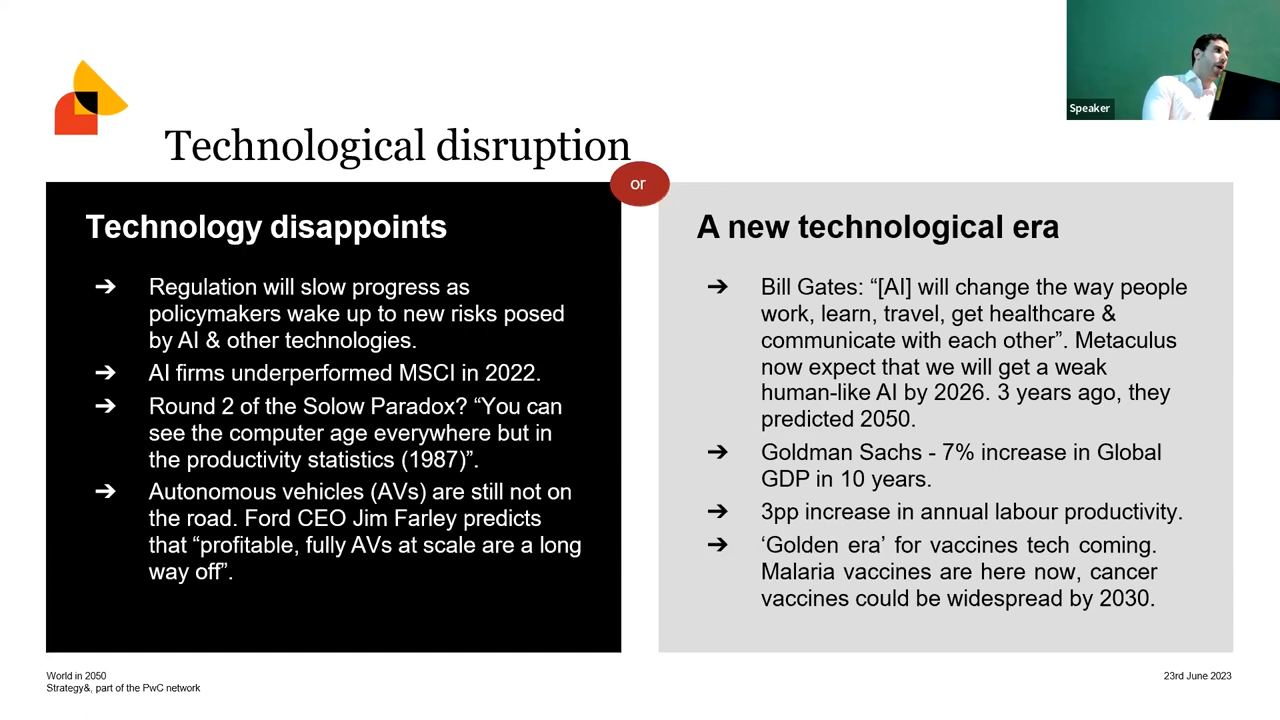 Speaker
Technological disruption
or
Technology disappoints
➔ Regulation will slow progress as
policymakers wake up to new risks posed
by AI & other technologies.
➔ AI firms underperformed MSCI in 2022.
➔ Round 2 of the Solow Paradox? “You can
see the computer age everywhere but in
the productivity statistics (1987)”.
➔ Autonomous vehicles (AVs) are still not on
the road. Ford CEO Jim Farley predicts
that “profitable, fully AVs at scale are a long
way off”.
A new technological era
➔ Bill Gates: “[AI] will change the way people
work, learn, travel, get healthcare &
communicate with each other”. Metaculus
now expect that we will get a weak
human-like AI by 2026. 3 years ago, they
predicted 2050.
➔ Goldman Sachs - 7% increase in Global
GDP in 10 years.
➔ 3pp increase in annual labour productivity.
➔ ‘Golden era’ for vaccines tech coming.
Malaria vaccines are here now, cancer
vaccines could be widespread by 2030.
World in 2050
Strategy&, part of the PwC network
23rd June 2023